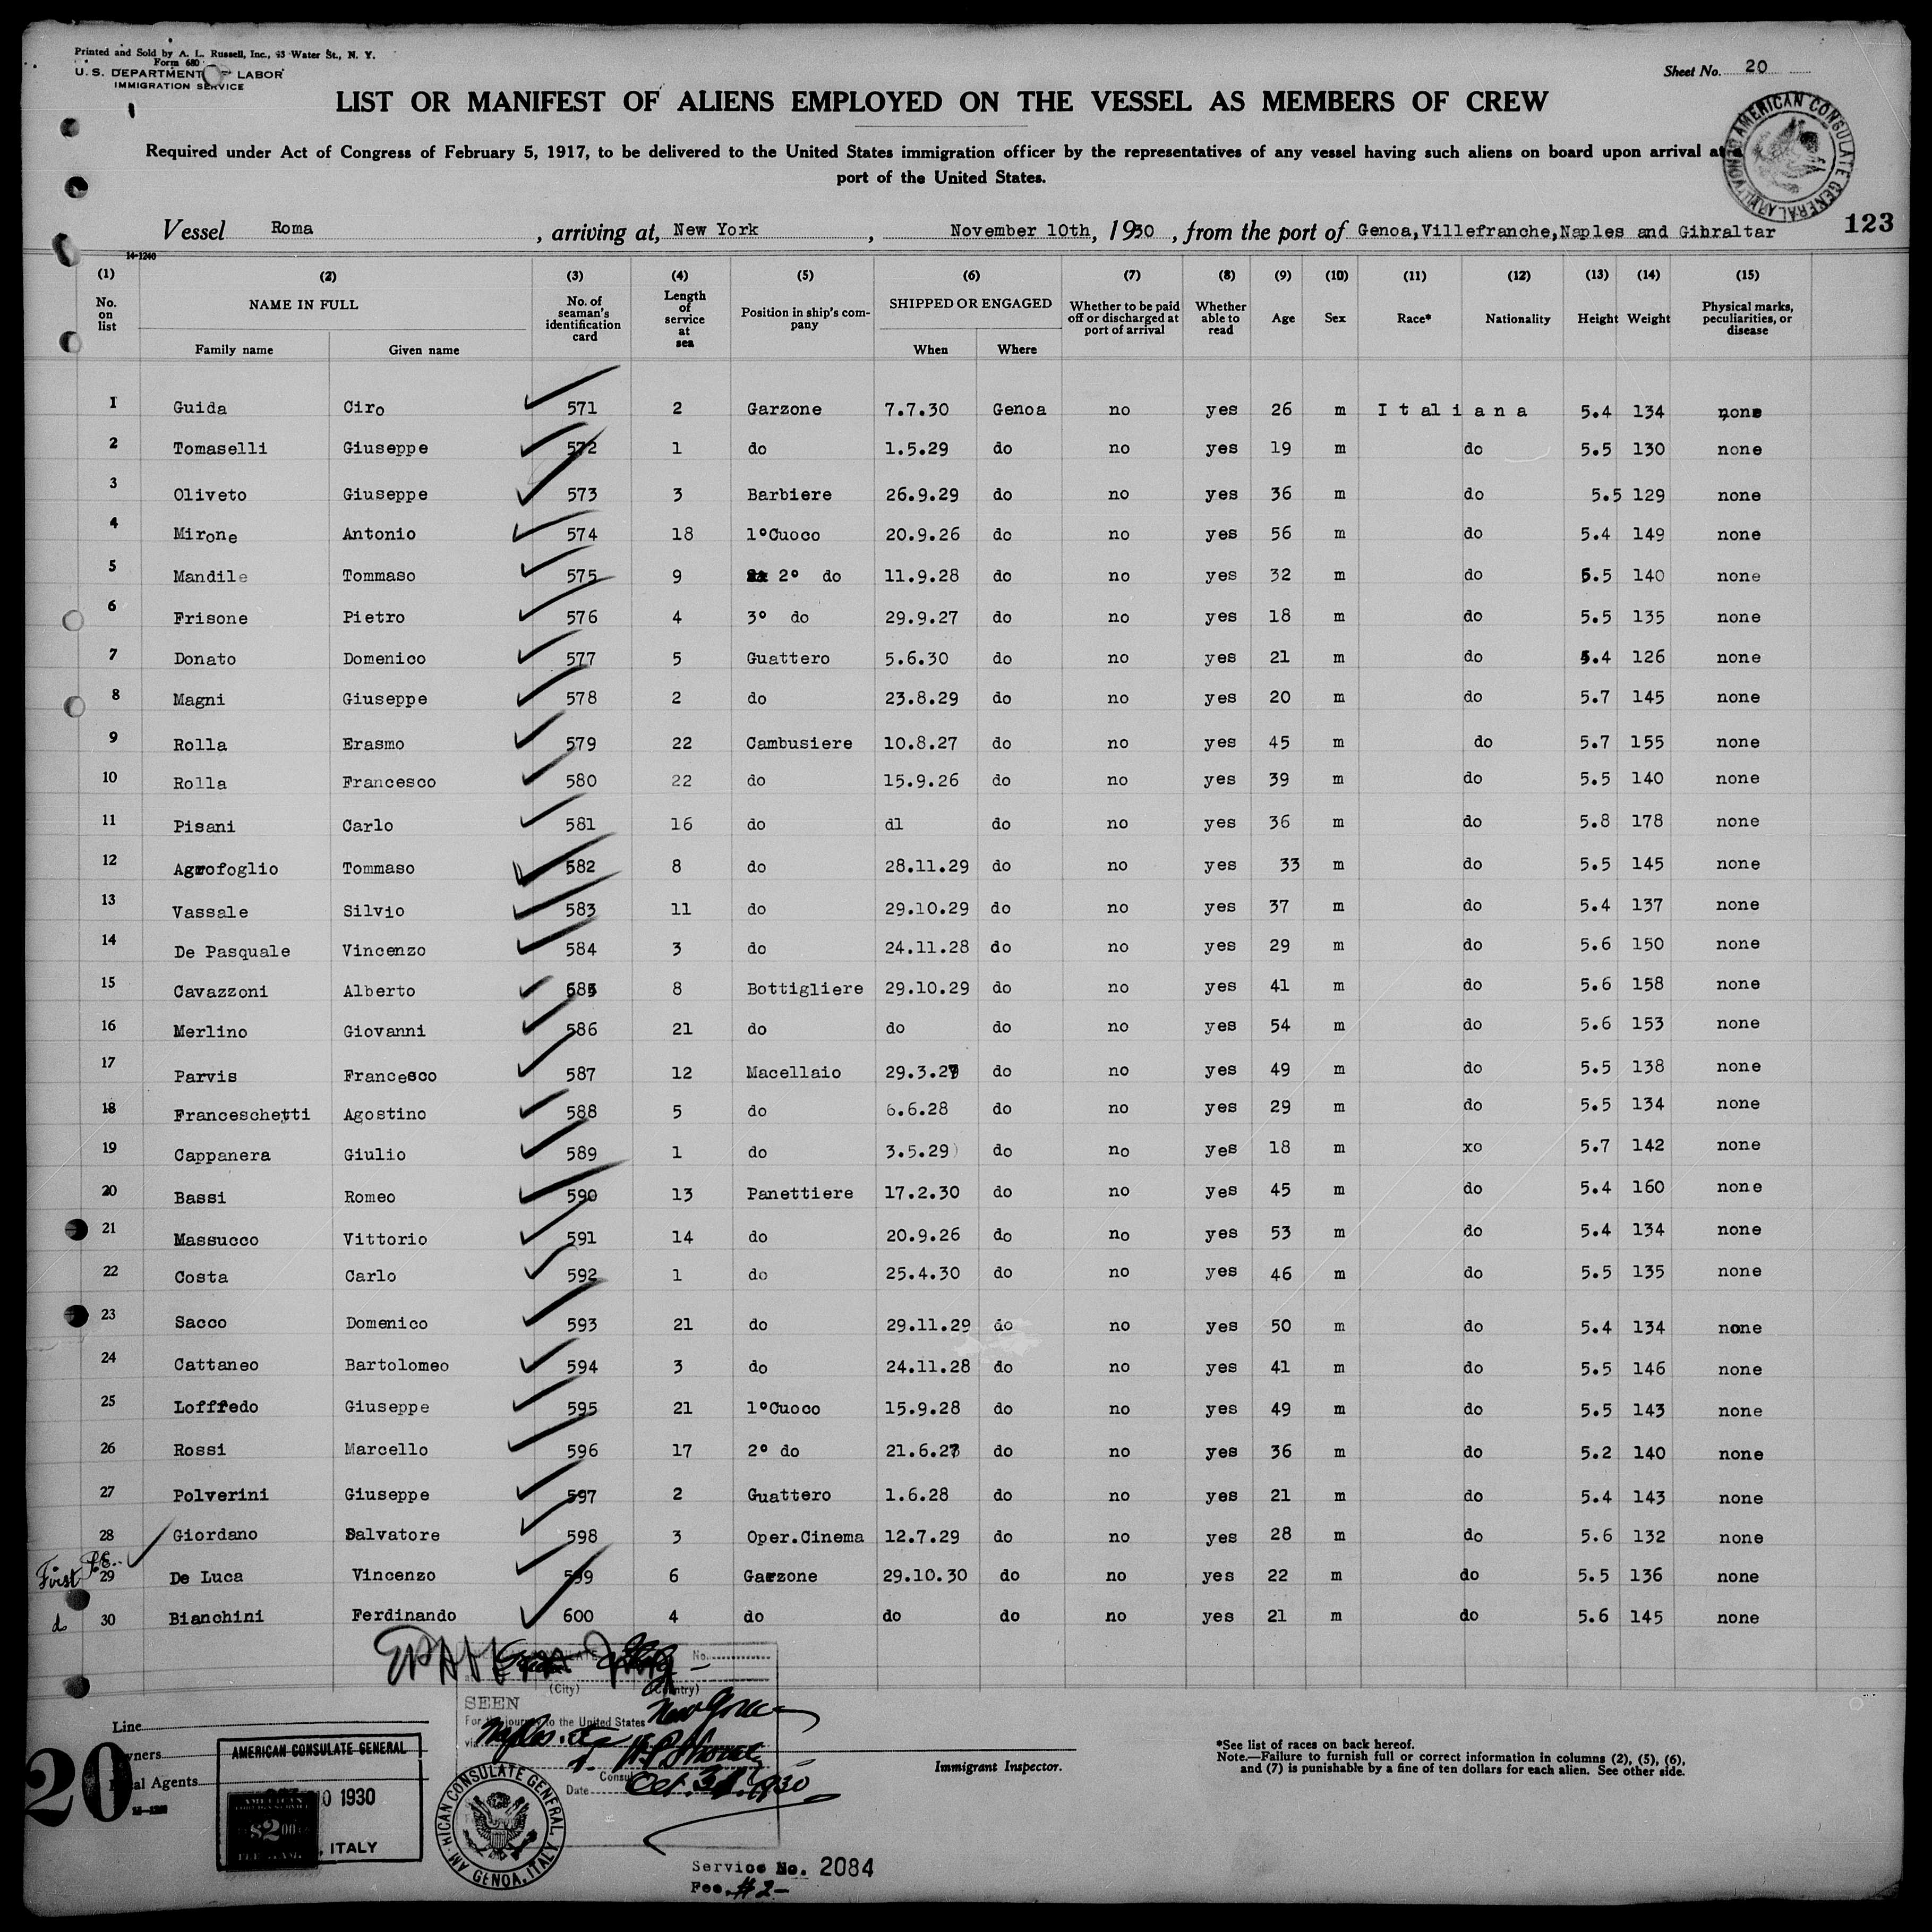 Printed and Sold by A. L. Russell, Inc., 45 Water St., N. Y.
Form 680
U. S. DEPARTMENT OF LABOR
IMMIGRATION SERVICE
Sheet No. 20
LIST OR MANIFEST OF ALIENS EMPLOYED ON THE VESSEL AS MEMBERS OF CREW
Required under Act of Congress of February 5, 1917, to be delivered to the United States immigration officer by the representatives of any vessel having such aliens on board upon arrival at a
port of the United States.
AMERICAN CONSULATE GENERAL
Vessel Roma , arriving at, New York , November 10th, 1930 , from the port of Genoa,Villefranche,Naples and Gibraltar
123
14-1240
(1) (2) (3) (4) (5) (6) (7) (8) (9) (10) (11) (12) (13) (14) (15)
No. on list NAME IN FULL Family name Given name No. of seaman's identification card Length of service at sea Position in ship's company SHIPPED OR ENGAGED When Where Whether to be paid off or discharged at port of arrival Whether able to read Age Sex Race* Nationality Height Weight Physical marks, peculiarities, or disease
1 Guida Ciro 571 2 Garzone 7.7.30 Genoa no yes 26 m Italiana 5.4 134 none
2 Tomaselli Giuseppe 572 1 do 1.5.29 do no yes 19 m do 5.5 130 none
3 Oliveto Giuseppe 573 3 Barbiere 26.9.29 do no yes 36 m do 5.5 129 none
4 Mirone Antonio 574 18 1°Cuoco 20.9.26 do no yes 56 m do 5.4 149 none
5 Mandile Tommaso 575 9 2° do 11.9.28 do no yes 32 m do 5.5 140 none
6 Frisone Pietro 576 4 3° do 29.9.27 do no yes 18 m do 5.5 135 none
7 Donato Domenico 577 5 Guattero 5.6.30 do no yes 21 m do 5.4 126 none
8 Magni Giuseppe 578 2 do 23.8.29 do no yes 20 m do 5.7 145 none
9 Rolla Erasmo 579 22 Cambusiere 10.8.27 do no yes 45 m do 5.7 155 none
10 Rolla Francesco 580 22 do 15.9.26 do no yes 39 m do 5.5 140 none
11 Pisani Carlo 581 16 do dl do no yes 36 m do 5.8 178 none
12 Agrofoglio Tommaso 582 8 do 28.11.29 do no yes 33 m do 5.5 145 none
13 Vassale Silvio 583 11 do 29.10.29 do no yes 37 m do 5.4 137 none
14 De Pasquale Vincenzo 584 3 do 24.11.28 do no yes 29 m do 5.6 150 none
15 Cavazzoni Alberto 585 8 Bottigliere 29.10.29 do no yes 41 m do 5.6 158 none
16 Merlino Giovanni 586 21 do do do no yes 54 m do 5.6 153 none
17 Parvis Francesco 587 12 Macellaio 29.3.27 do no yes 49 m do 5.5 138 none
18 Franceschetti Agostino 588 5 do 6.6.28 do no yes 29 m do 5.5 134 none
19 Cappanera Giulio 589 1 do 3.5.29 do no yes 18 m xo 5.7 142 none
20 Bassi Romeo 590 13 Panettiere 17.2.30 do no yes 45 m do 5.4 160 none
21 Massucco Vittorio 591 14 do 20.9.26 do no yes 53 m do 5.4 134 none
22 Costa Carlo 592 1 do 25.4.30 do no yes 46 m do 5.5 135 none
23 Sacco Domenico 593 21 do 29.11.29 do no yes 50 m do 5.4 134 none
24 Cattaneo Bartolomeo 594 3 do 24.11.28 do no yes 41 m do 5.5 146 none
25 Loffredo Giuseppe 595 21 1°Cuoco 15.9.28 do no yes 49 m do 5.5 143 none
26 Rossi Marcello 596 17 2° do 21.6.27 do no yes 36 m do 5.2 140 none
27 Polverini Giuseppe 597 2 Guattero 1.6.28 do no yes 21 m do 5.4 143 none
28 Giordano Salvatore 598 3 Oper.Cinema 12.7.29 do no yes 28 m do 5.6 132 none
First 29 De Luca Vincenzo 599 6 Garzone 29.10.30 do no yes 22 m do 5.5 136 none
30 Bianchini Ferdinando 600 4 do do do no yes 21 m do 5.6 145 none
No.
(City) (Country)
SEEN
For the journey to the United States New York
via Naples
Consul
Date Oct. 31. 1930
Line
Owners
Local Agents
20
AMERICAN CONSULATE GENERAL
1930
$2.00
, ITALY
AMERICAN CONSULATE GENERAL GENOA, ITALY
Service No. 2084
Fee. #2-
Immigrant Inspector.
*See list of races on back hereof.
Note.—Failure to furnish full or correct information in columns (2), (5), (6),
and (7) is punishable by a fine of ten dollars for each alien. See other side.